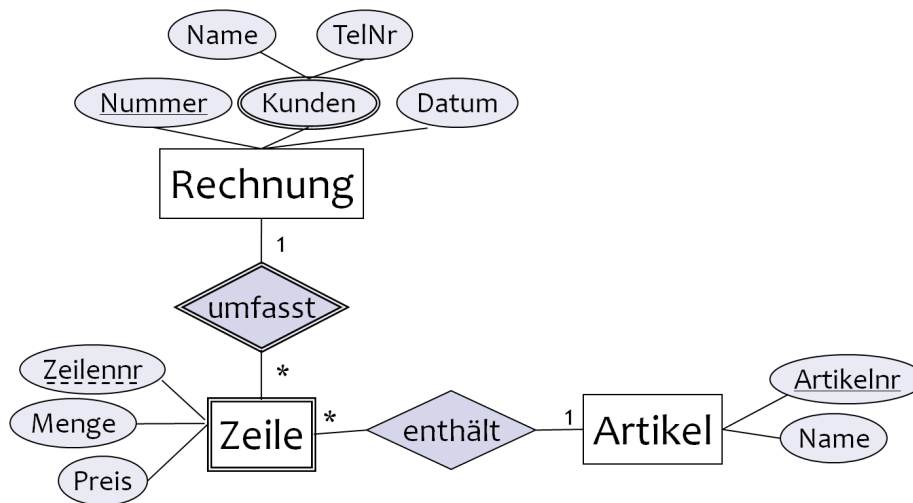 Name
TelNr
Nummer
Kunden
Datum
Rechnung
1
umfasst
*
Zeilennr
Menge
Preis
Zeile
*
enthält
1
Artikel
Artikelnr
Name